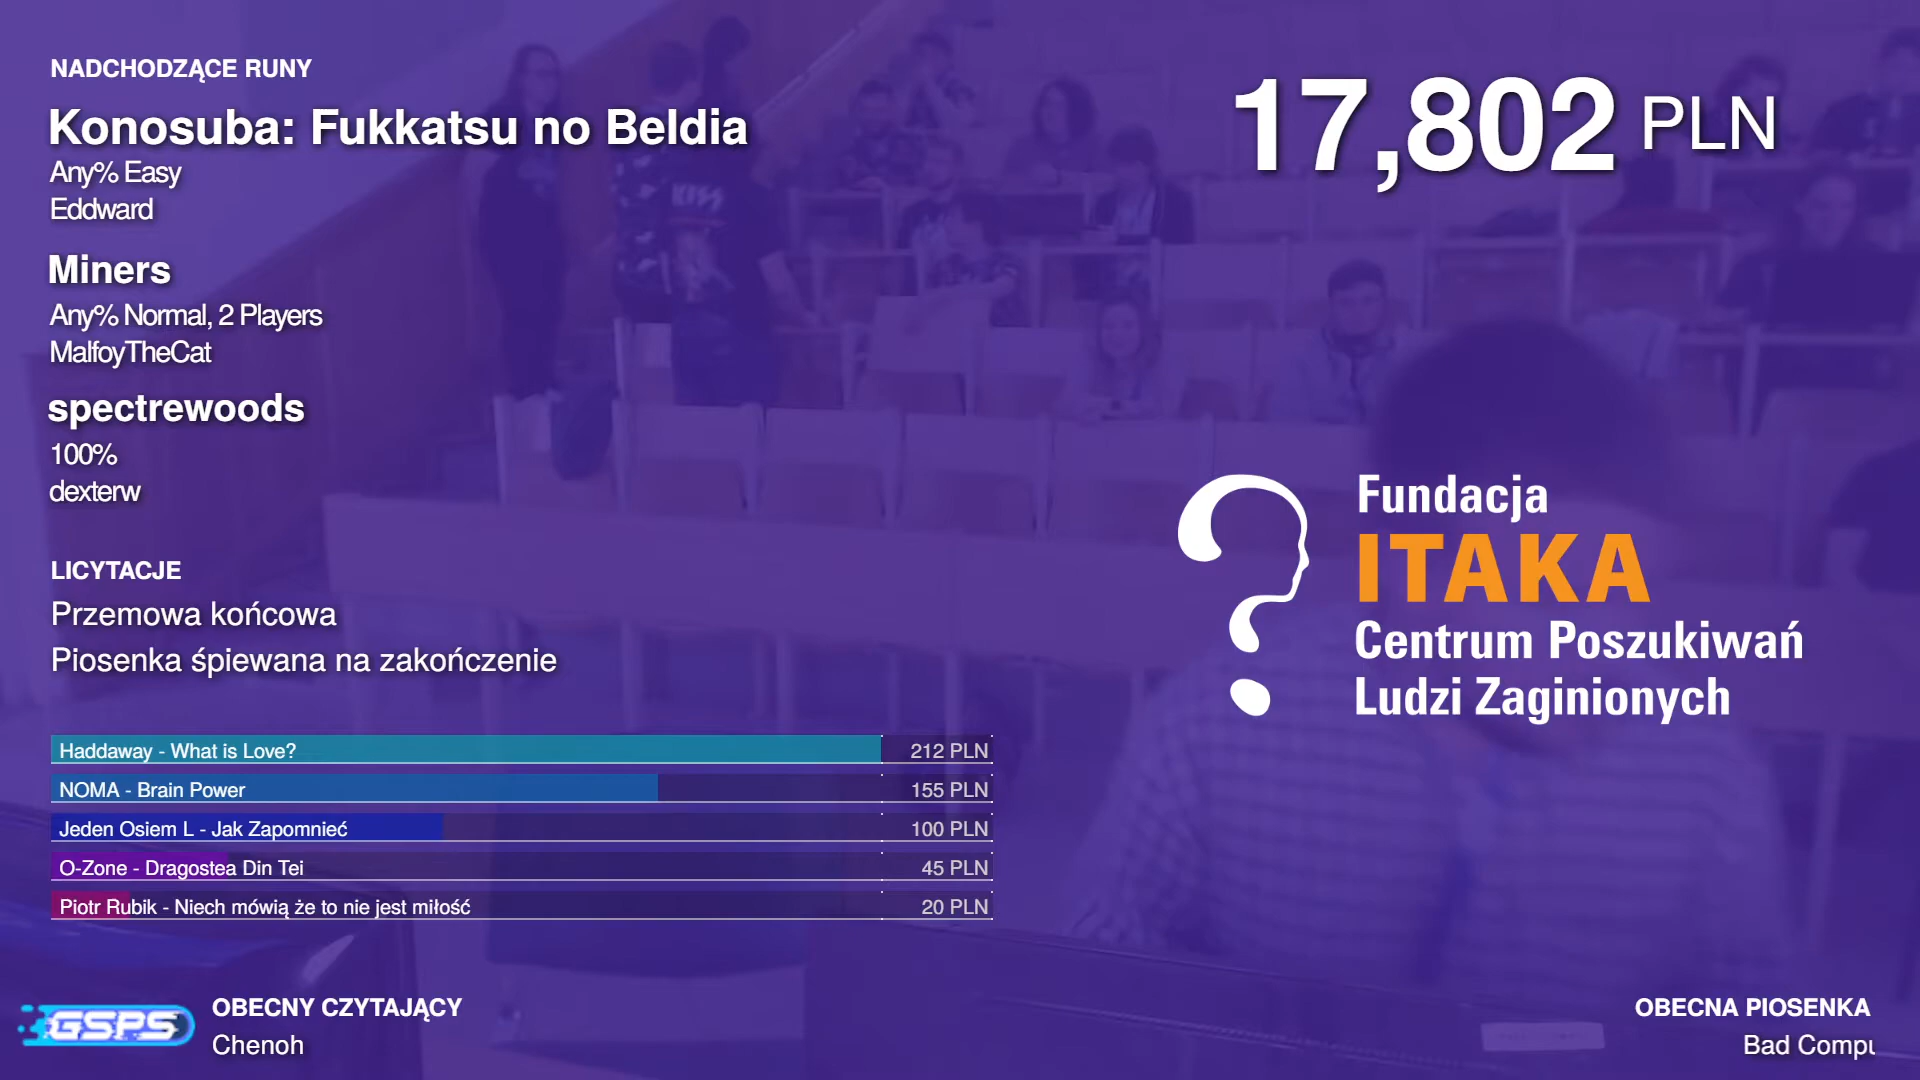 NADCHODZĄCE RUNY
Konosuba: Fukkatsu no Beldia
Any% Easy
Eddward
Miners
Any% Normal, 2 Players
MalfoyTheCat
spectrewoods
100%
dexterw
LICYTACJE
Przemowa końcowa
Piosenka śpiewana na zakończenie
Haddaway - What is Love? 212 PLN
NOMA - Brain Power 155 PLN
Jeden Osiem L - Jak Zapomnieć 100 PLN
O-Zone - Dragostea Din Tei 45 PLN
Piotr Rubik - Niech mówią że to nie jest miłość 20 PLN
17,802 PLN
Fundacja
ITAKA
Centrum Poszukiwań
Ludzi Zaginionych
GSPS
OBECNY CZYTAJĄCY
Chenoh
OBECNA PIOSENKA
Bad Compu
KISS